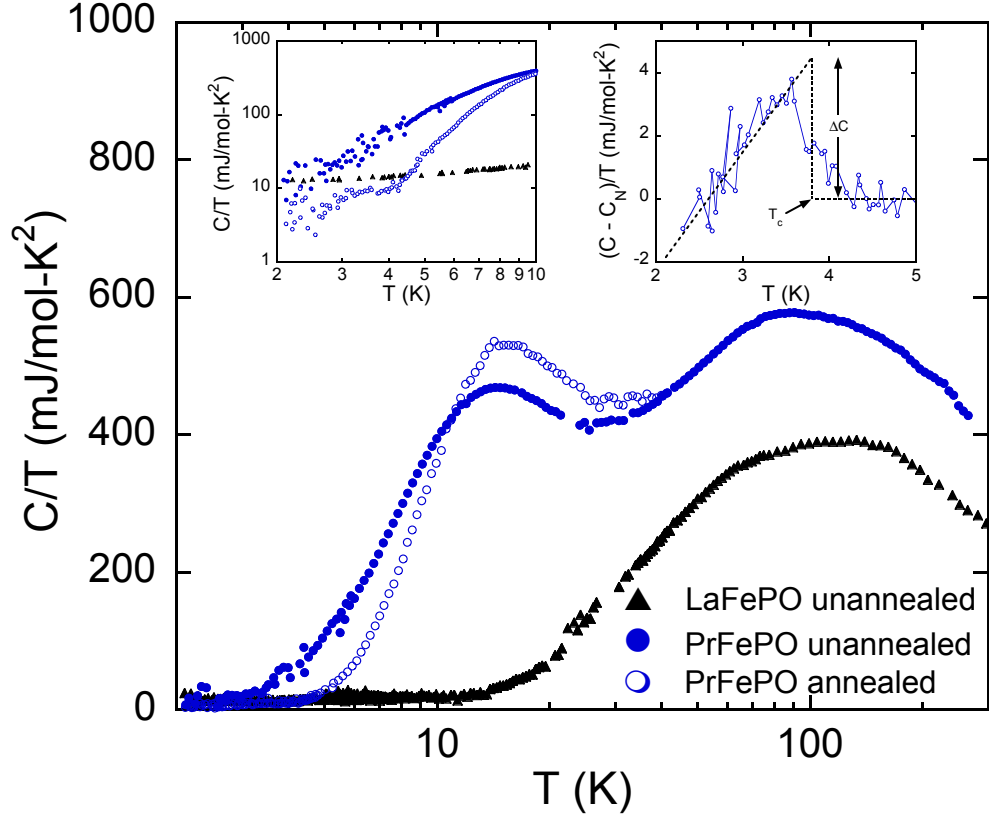 1000
800
600
400
200
0
C/T (mJ/mol-K²)
10
100
T (K)
LaFePO unannealed
PrFePO unannealed
PrFePO annealed
1000
100
10
1
C/T (mJ/mol-K²)
2
3
4
5
6
7
8
9
10
T (K)
4
2
0
-2
(C - C_N)/T (mJ/mol-K²)
ΔC
T_c
2
3
4
5
T (K)